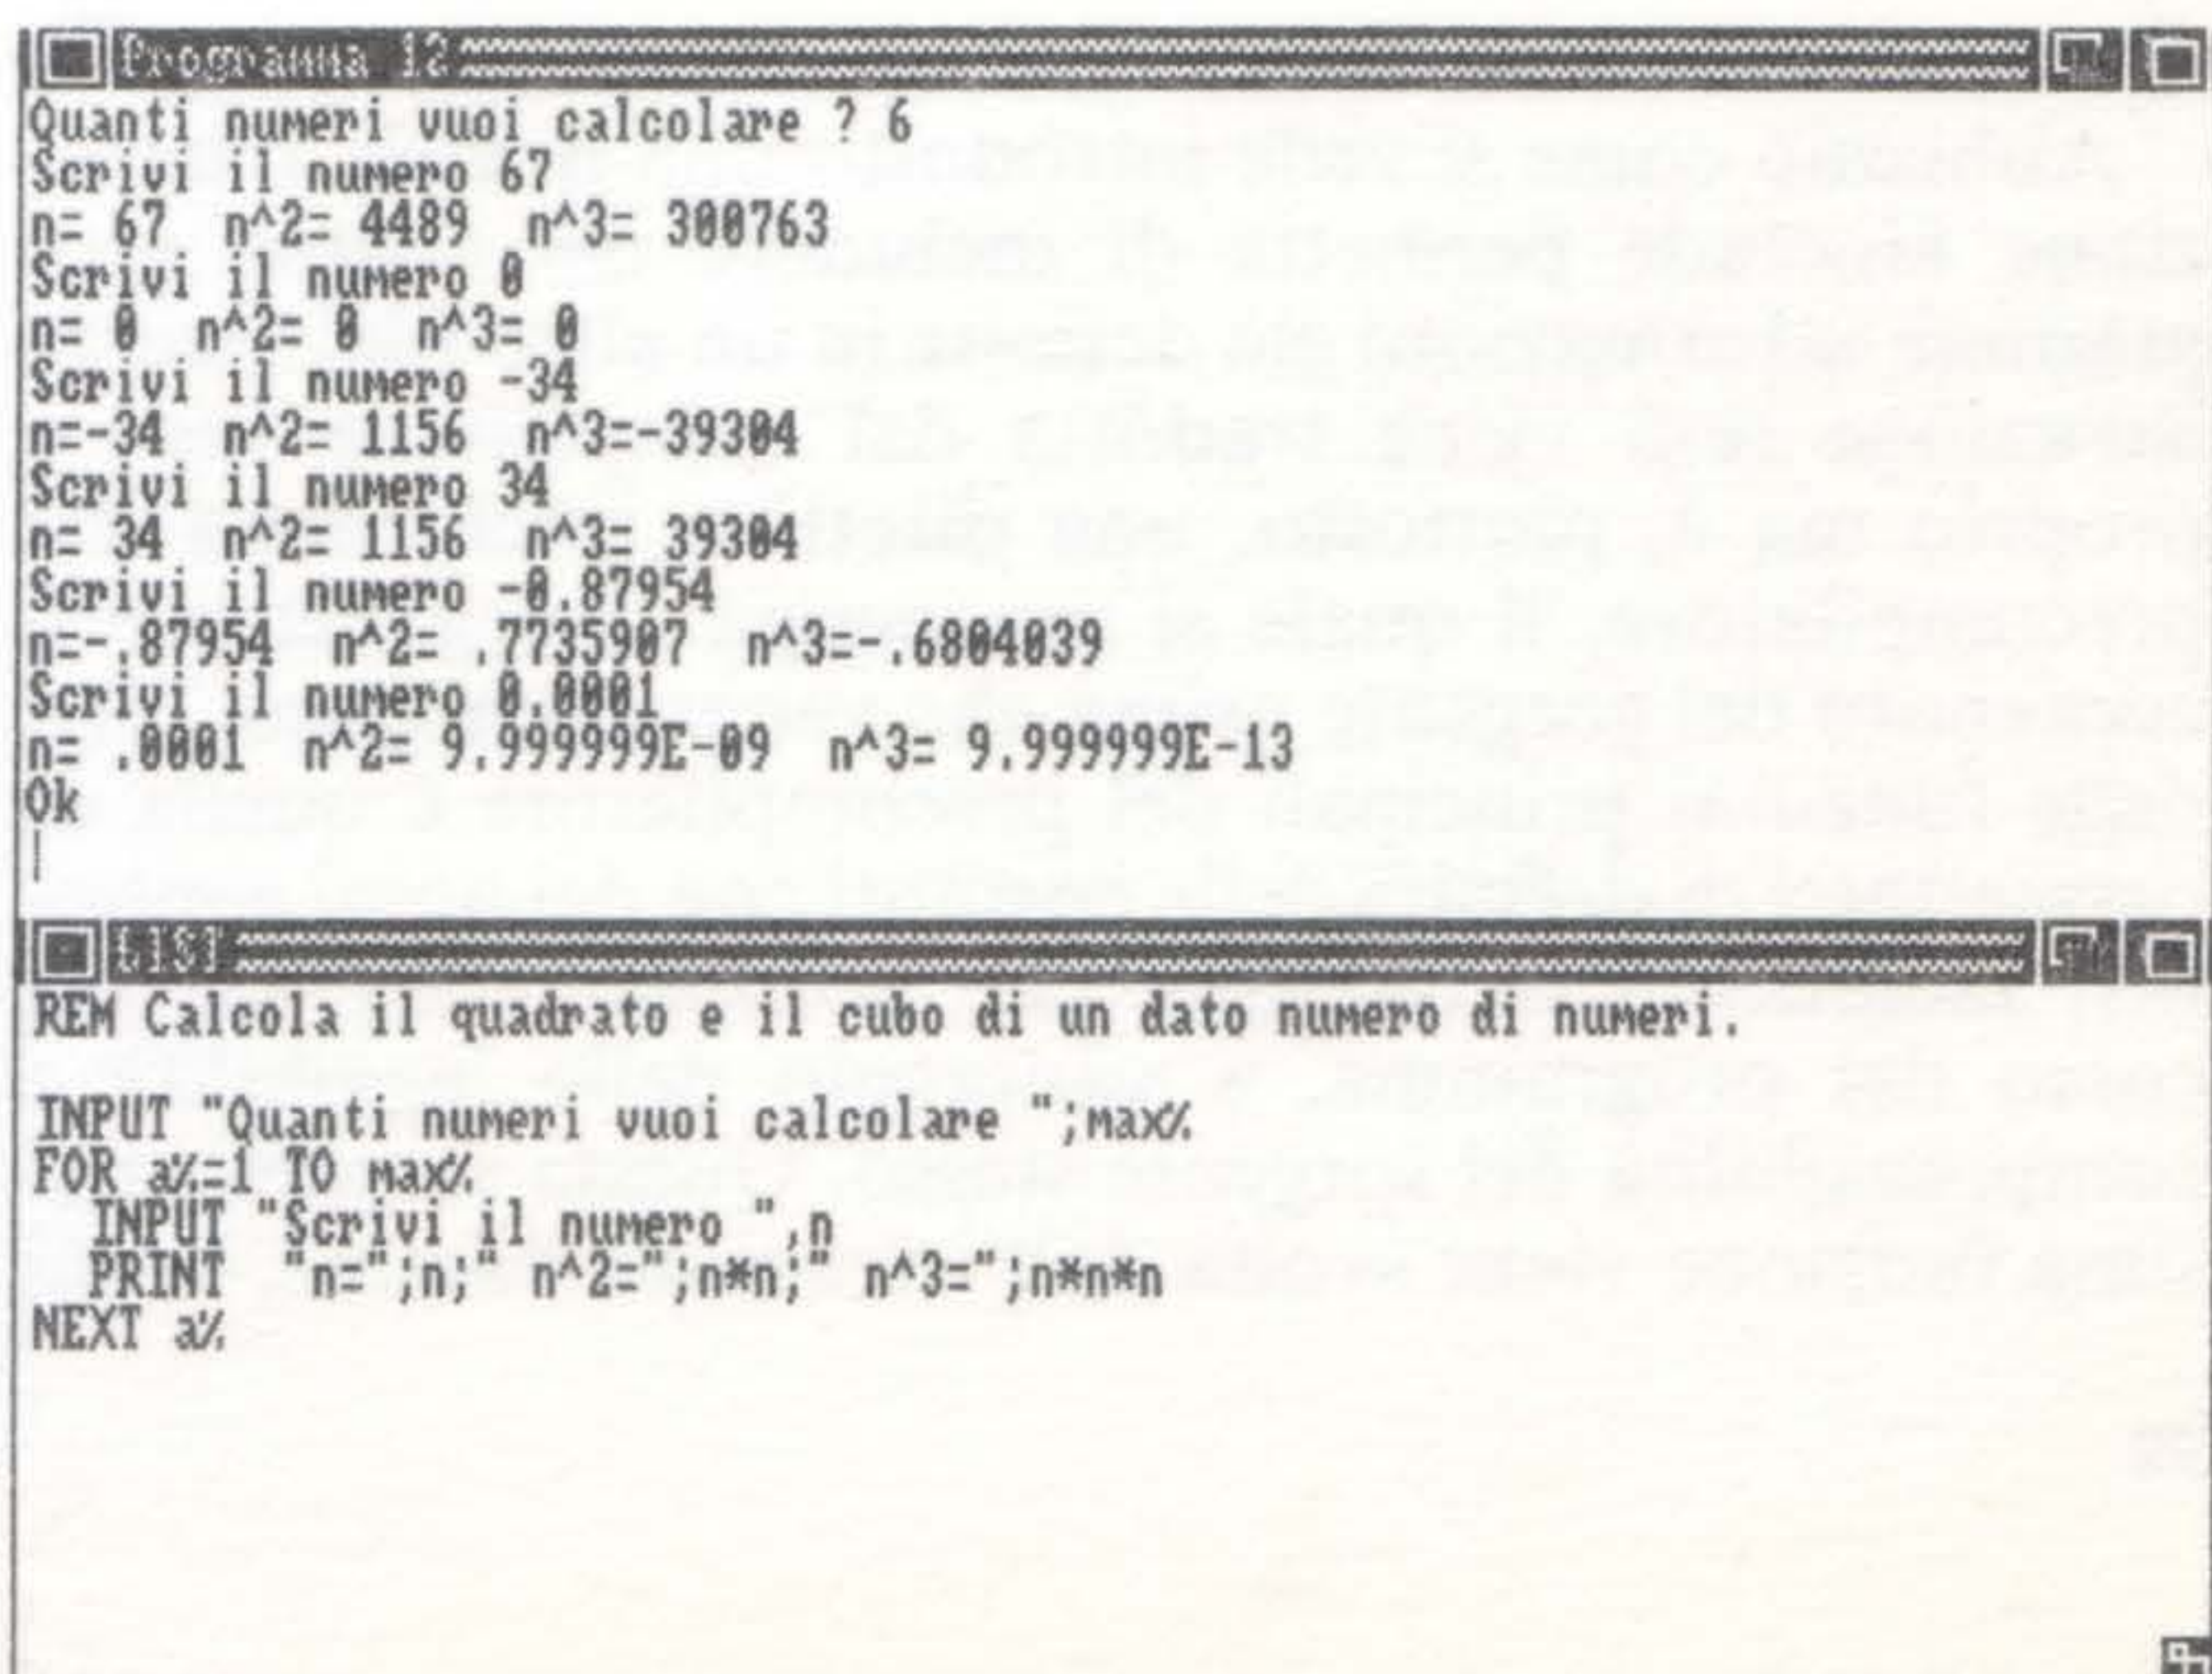 Programma 12
Quanti numeri vuoi calcolare ? 6
Scrivi il numero 67
n= 67  n^2= 4489  n^3= 300763
Scrivi il numero 0
n= 0  n^2= 0  n^3= 0
Scrivi il numero -34
n=-34  n^2= 1156  n^3=-39304
Scrivi il numero 34
n= 34  n^2= 1156  n^3= 39304
Scrivi il numero -0.87954
n=-.87954  n^2= .7735907  n^3=-.6804039
Scrivi il numero 0.0001
n= .0001  n^2= 9.999999E-09  n^3= 9.999999E-13
Ok
LIST
REM Calcola il quadrato e il cubo di un dato numero di numeri.
INPUT "Quanti numeri vuoi calcolare ";max%
FOR a%=1 TO max%
INPUT "Scrivi il numero ",n
PRINT  "n=";n;" n^2=";n*n;" n^3=";n*n*n
NEXT a%